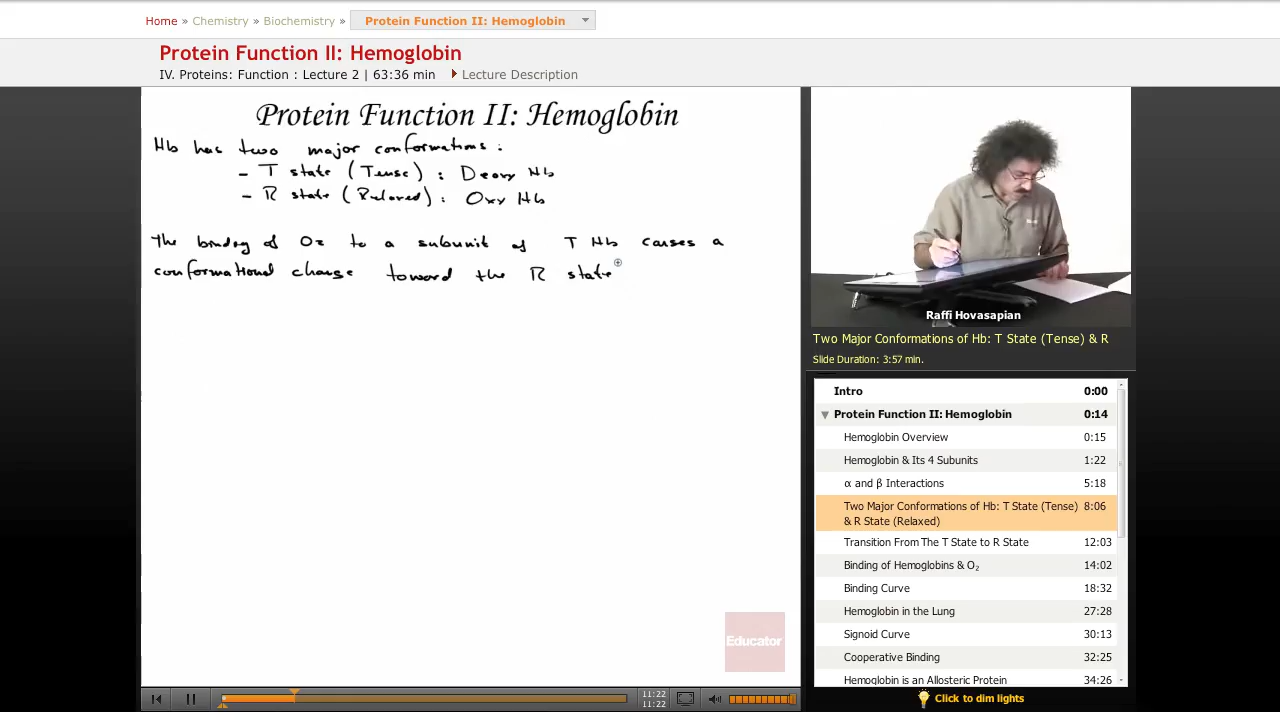 Home » Chemistry » Biochemistry » Protein Function II: Hemoglobin
Protein Function II: Hemoglobin
IV. Proteins: Function : Lecture 2 | 63:36 min Lecture Description
Protein Function II: Hemoglobin
Hb has two major conformations:
- T state (Tense) : Deoxy Hb
- R state (Relaxed) : Oxy Hb
The binding of O2 to a subunit of T Hb causes a
conformational change toward the R state
Educator
11:22
11:22
Raffi Hovasapian
Two Major Conformations of Hb: T State (Tense) & R
Slide Duration: 3:57 min.
Intro 0:00
Protein Function II: Hemoglobin 0:14
Hemoglobin Overview 0:15
Hemoglobin & Its 4 Subunits 1:22
α and β Interactions 5:18
Two Major Conformations of Hb: T State (Tense) 8:06
& R State (Relaxed)
Transition From The T State to R State 12:03
Binding of Hemoglobins & O₂ 14:02
Binding Curve 18:32
Hemoglobin in the Lung 27:28
Signoid Curve 30:13
Cooperative Binding 32:25
Hemoglobin is an Allosteric Protein 34:26
Click to dim lights